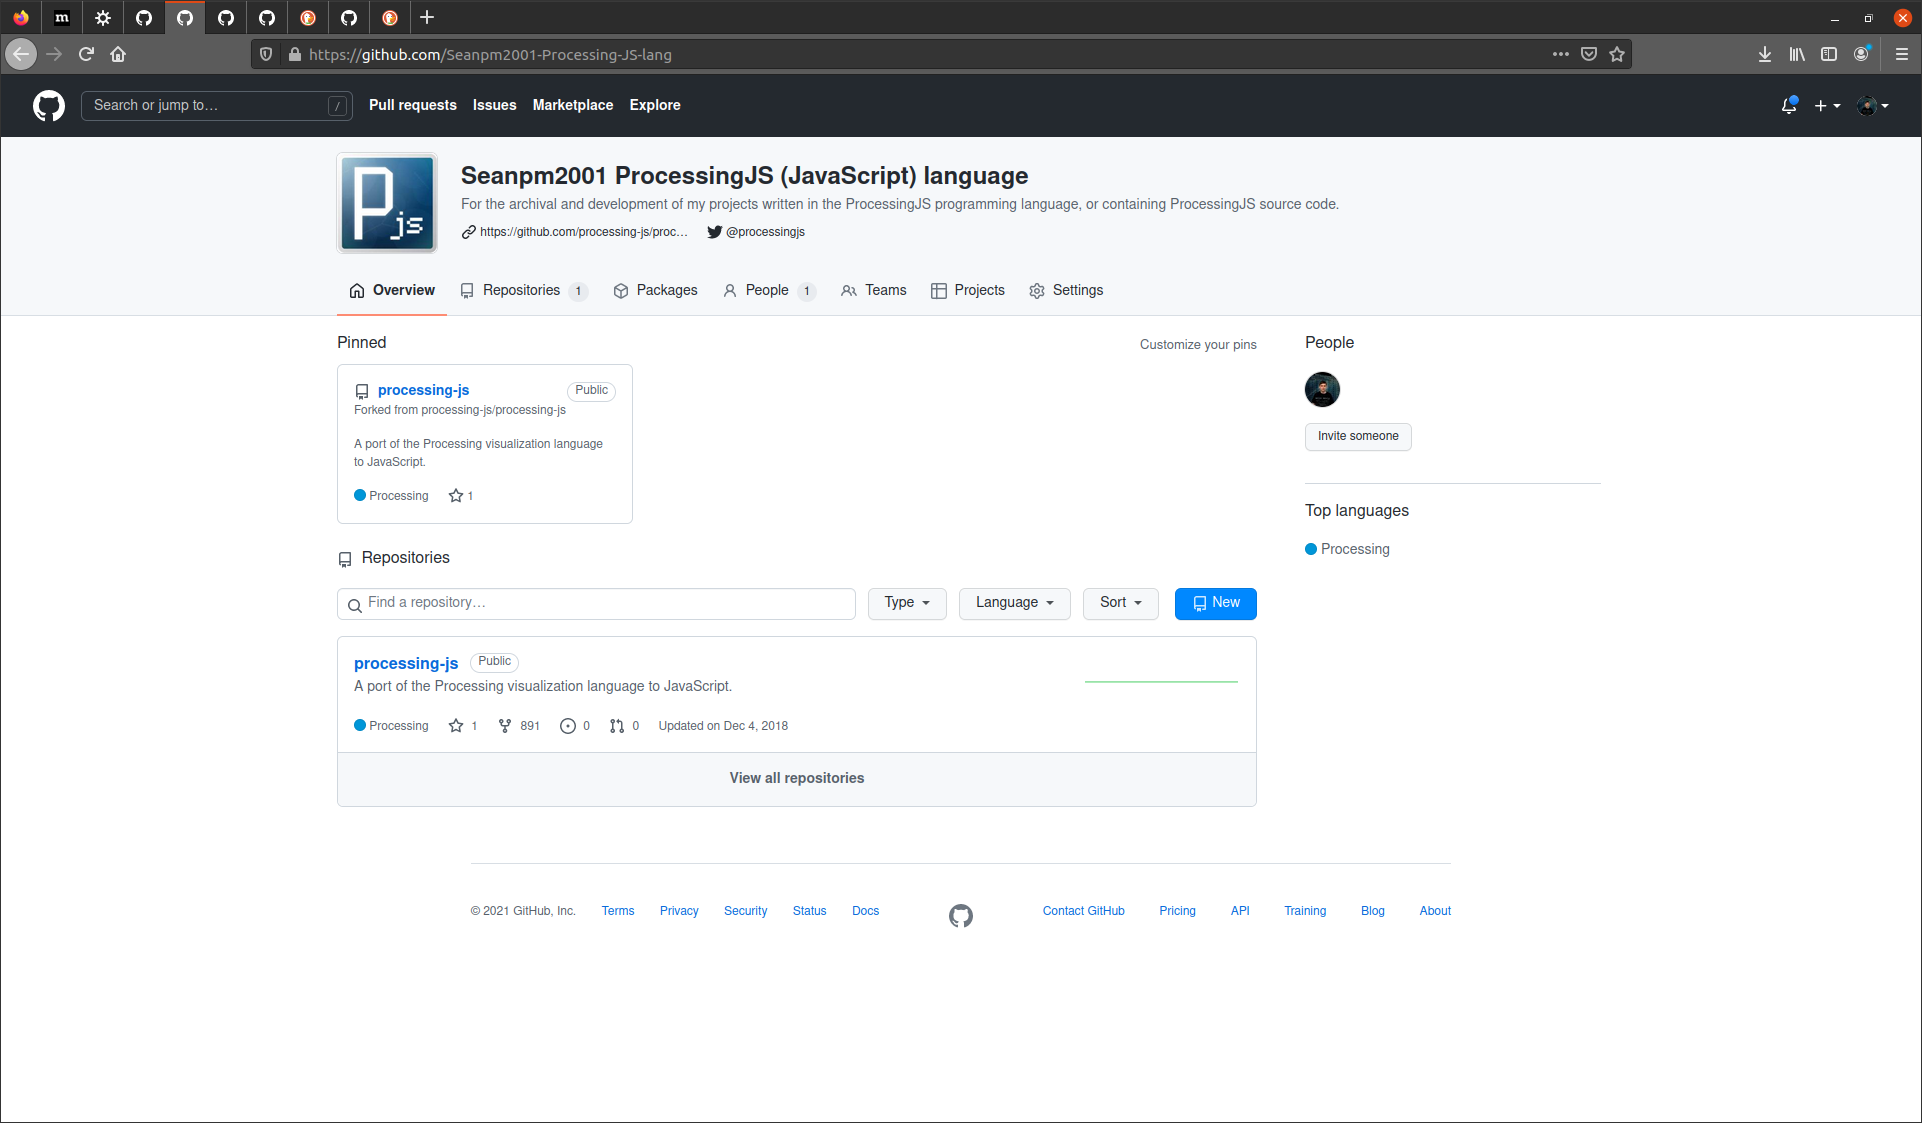 m
https://github.com/Seanpm2001-Processing-JS-lang
Search or jump to…
/
Pull requests
Issues
Marketplace
Explore
P
js
Seanpm2001 ProcessingJS (JavaScript) language
For the archival and development of my projects written in the ProcessingJS programming language, or containing ProcessingJS source code.
https://github.com/processing-js/proc…
@processingjs
Overview
Repositories 1
Packages
People 1
Teams
Projects
Settings
Pinned
Customize your pins
processing-js
Public
Forked from processing-js/processing-js
A port of the Processing visualization language
to JavaScript.
Processing
1
Repositories
Find a repository…
Type
Language
Sort
New
processing-js
Public
A port of the Processing visualization language to JavaScript.
Processing
1
891
0
0
Updated on Dec 4, 2018
View all repositories
People
Invite someone
Top languages
Processing
© 2021 GitHub, Inc.
Terms
Privacy
Security
Status
Docs
Contact GitHub
Pricing
API
Training
Blog
About